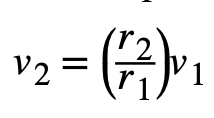 v₂ = (r₂/r₁)v₁